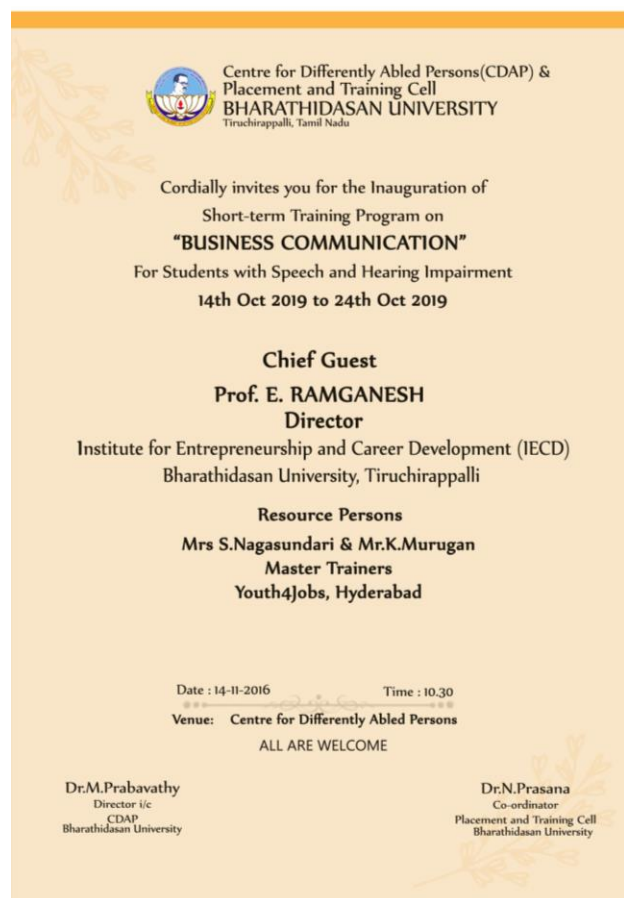 Centre for Differently Abled Persons(CDAP) &
Placement and Training Cell
BHARATHIDASAN UNIVERSITY
Tiruchirappalli, Tamil Nadu
Cordially invites you for the Inauguration of
Short-term Training Program on
“BUSINESS COMMUNICATION”
For Students with Speech and Hearing Impairment
14th Oct 2019 to 24th Oct 2019
Chief Guest
Prof. E. RAMGANESH
Director
Institute for Entrepreneurship and Career Development (IECD)
Bharathidasan University, Tiruchirappalli
Resource Persons
Mrs S.Nagasundari & Mr.K.Murugan
Master Trainers
Youth4Jobs, Hyderabad
Date : 14-11-2016 Time : 10.30
Venue: Centre for Differently Abled Persons
ALL ARE WELCOME
Dr.M.Prabavathy
Director i/c
CDAP
Bharathidasan University
Dr.N.Prasana
Co-ordinator
Placement and Training Cell
Bharathidasan University